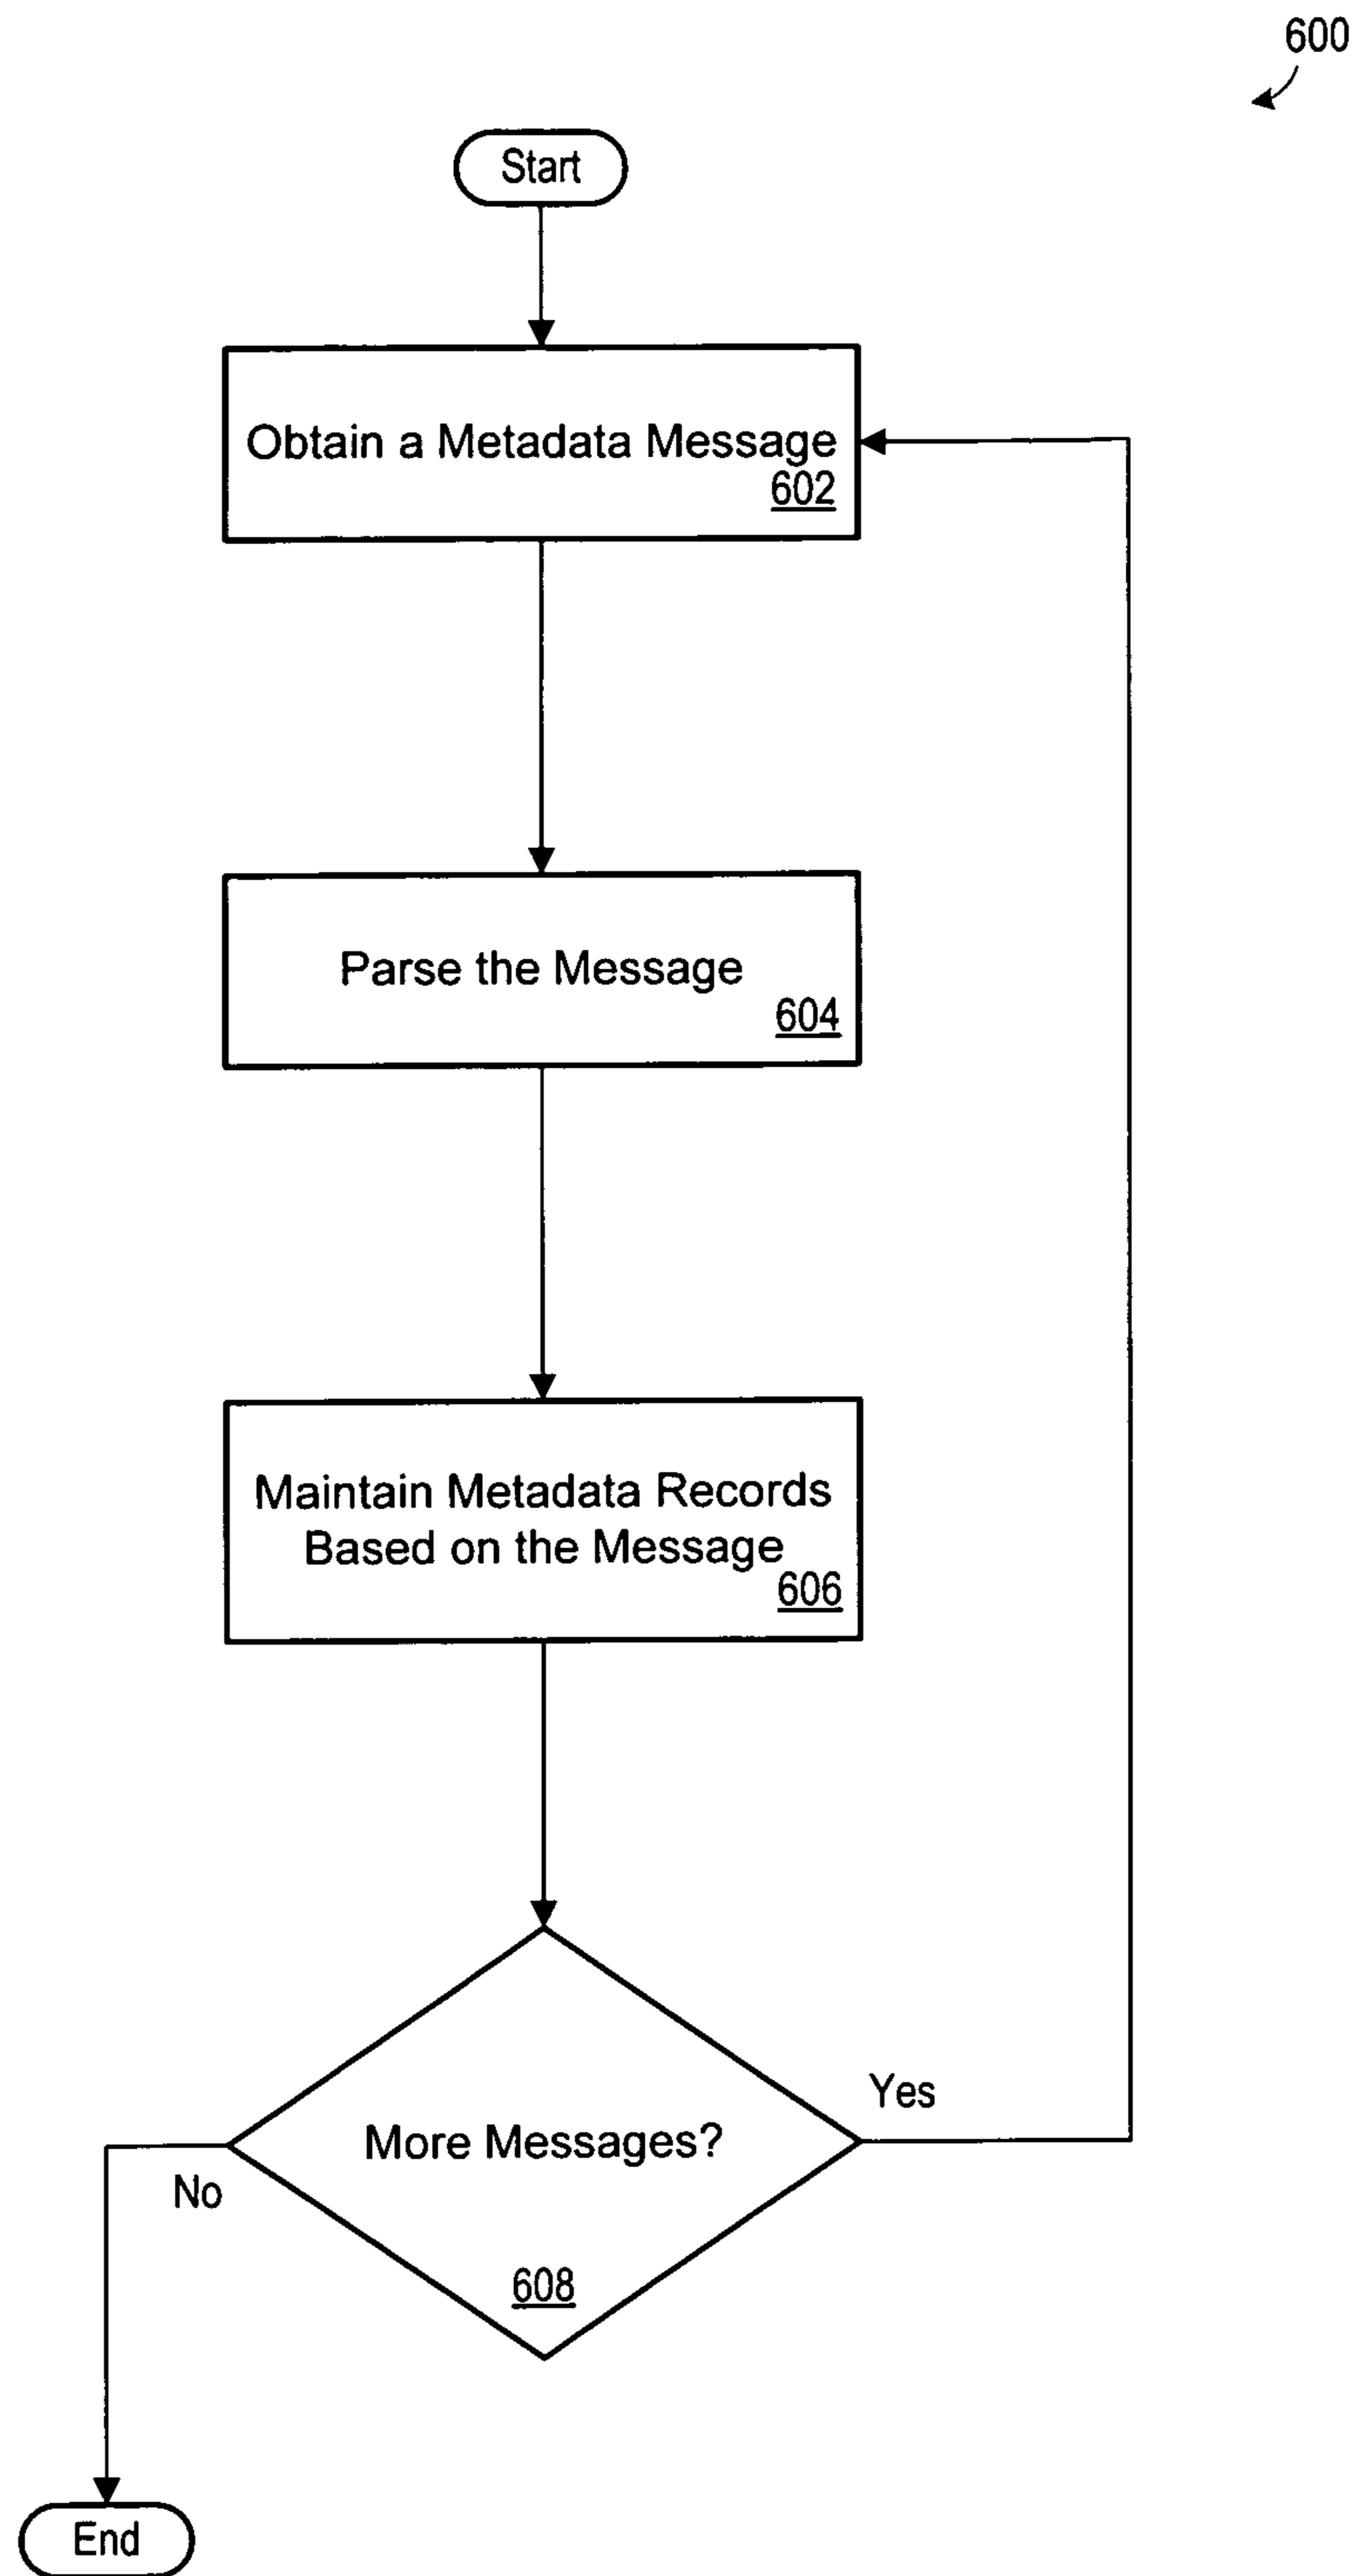 600
Start
Obtain a Metadata Message
602
Parse the Message
604
Maintain Metadata Records
Based on the Message
606
Yes
More Messages?
No
608
End